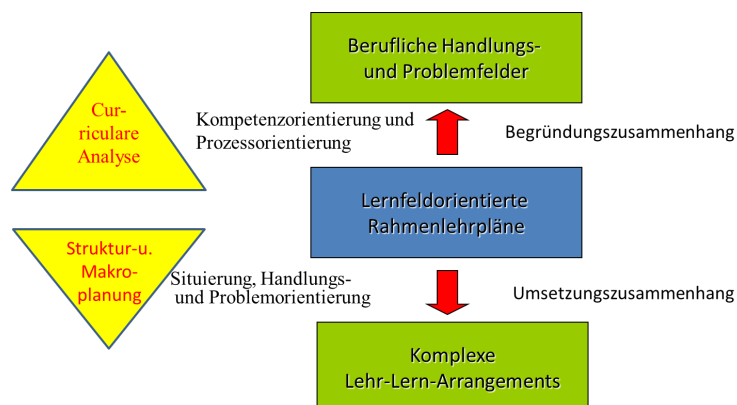 Berufliche Handlungs-
und Problemfelder
Cur-
riculare
Analyse
Kompetenzorientierung und
Prozessorientierung
Begründungszusammenhang
Lernfeldorientierte
Rahmenlehrpläne
Struktur-u.
Makro-
planung
Situierung, Handlungs-
und Problemorientierung
Umsetzungszusammenhang
Komplexe
Lehr-Lern-Arrangements